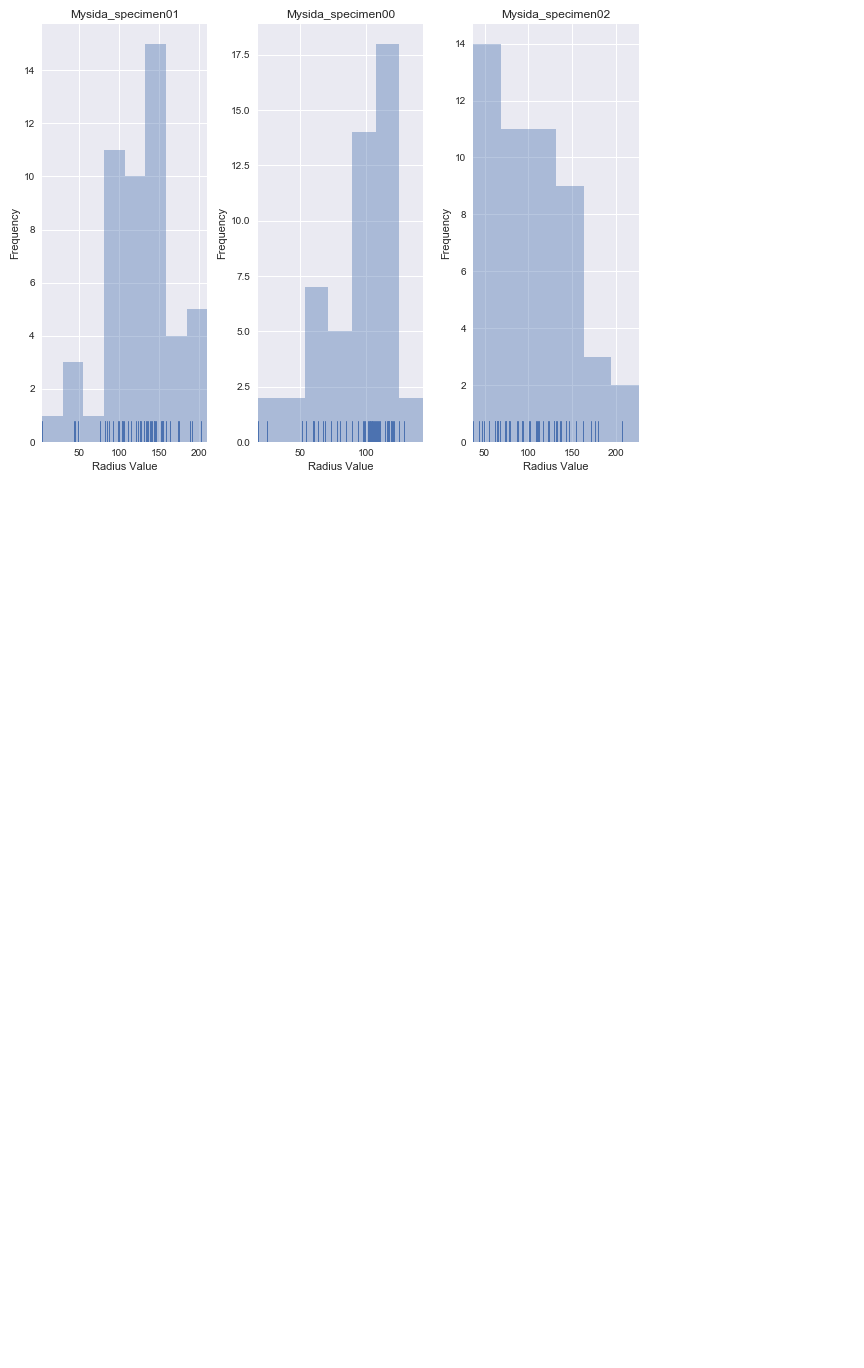 Mysida_specimen01
14
12
10
8
6
4
2
0
Frequency
50 100 150 200
Radius Value
Mysida_specimen00
17.5
15.0
12.5
10.0
7.5
5.0
2.5
0.0
Frequency
50 100
Radius Value
Mysida_specimen02
14
12
10
8
6
4
2
0
Frequency
50 100 150 200
Radius Value